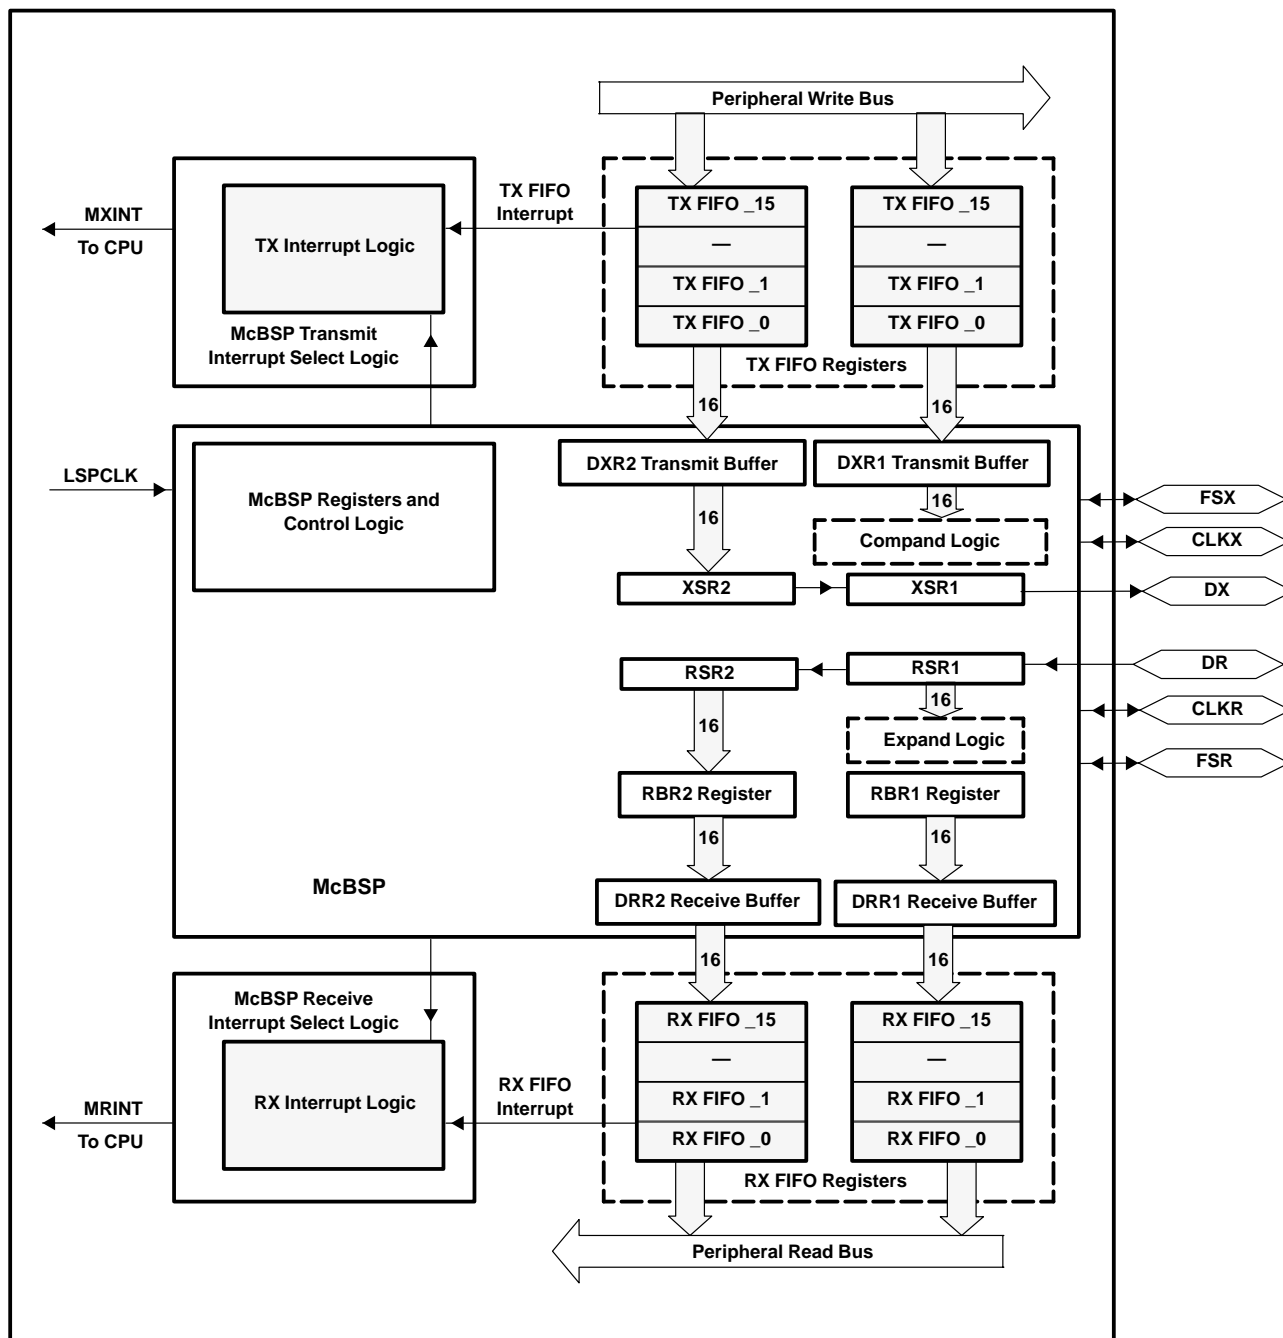 Peripheral Write Bus
MXINT
To CPU
TX Interrupt Logic
McBSP Transmit
Interrupt Select Logic
TX FIFO
Interrupt
TX FIFO _15
—
TX FIFO _1
TX FIFO _0
TX FIFO _15
—
TX FIFO _1
TX FIFO _0
TX FIFO Registers
16
16
LSPCLK
McBSP Registers and
Control Logic
DXR2 Transmit Buffer
DXR1 Transmit Buffer
16
16
Compand Logic
XSR2
XSR1
FSX
CLKX
DX
DR
CLKR
FSR
RSR2
RSR1
16
16
Expand Logic
RBR2 Register
RBR1 Register
16
16
McBSP
DRR2 Receive Buffer
DRR1 Receive Buffer
16
16
McBSP Receive
Interrupt Select Logic
RX Interrupt Logic
MRINT
To CPU
RX FIFO
Interrupt
RX FIFO _15
—
RX FIFO _1
RX FIFO _0
RX FIFO _15
—
RX FIFO _1
RX FIFO _0
RX FIFO Registers
Peripheral Read Bus